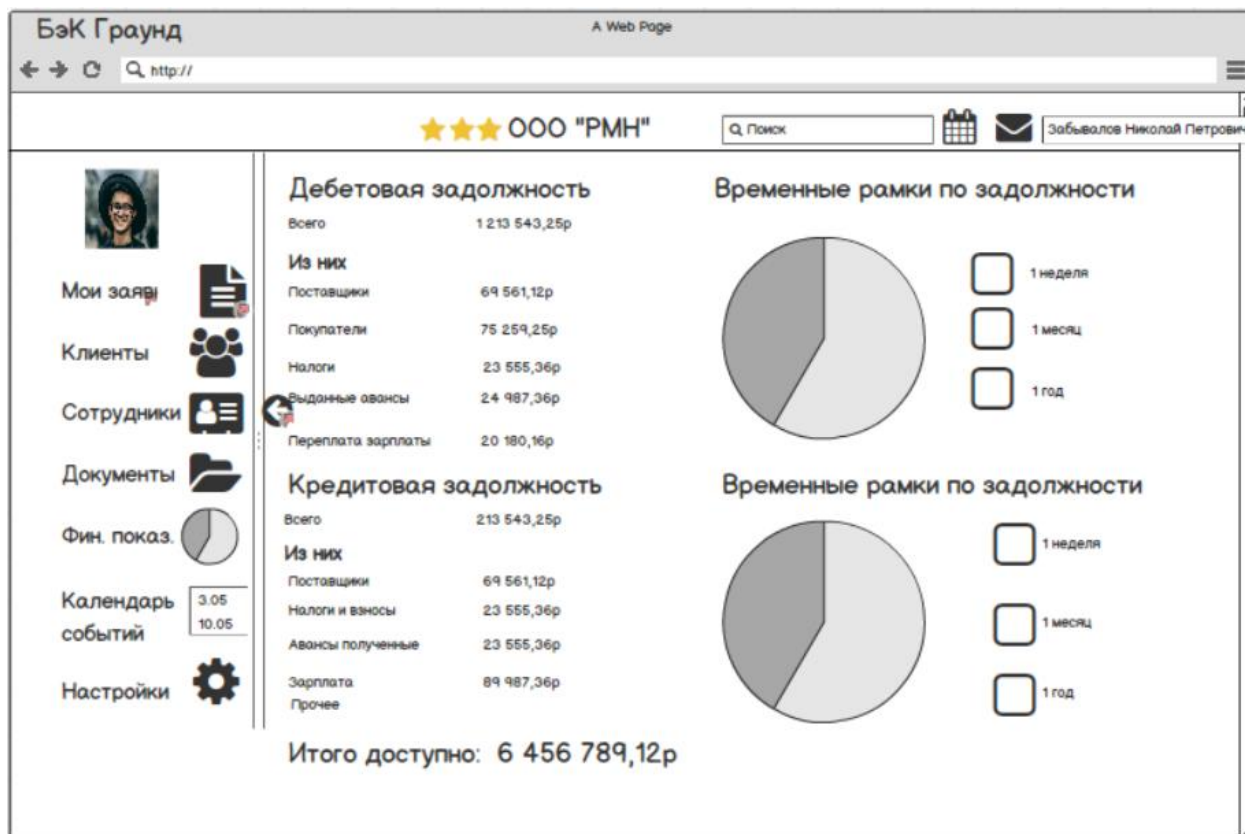 БэК Граунд
A Web Page
http://
ООО "РМН"
Поиск
Забывалов Николай Петрович
Мои заявı
Клиенты
Сотрудники
Документы
Фин. показ.
Календарь
событий
3.05
10.05
Настройки
Дебетовая задолжность
Всего 1 213 543,25р
Из них
Поставщики 69 561,12р
Покупатели 75 259,25р
Налоги 23 555,36р
Выданные авансы 24 987,36р
Переплата зарплаты 20 180,16р
Временные рамки по задолжности
1 неделя
1 месяц
1 год
Кредитовая задолжность
Всего 213 543,25р
Из них
Поставщики 69 561,12р
Налоги и взносы 23 555,36р
Авансы полученные 23 555,36р
Зарплата 89 987,36р
Прочее
Временные рамки по задолжности
1 неделя
1 месяц
1 год
Итого доступно: 6 456 789,12р